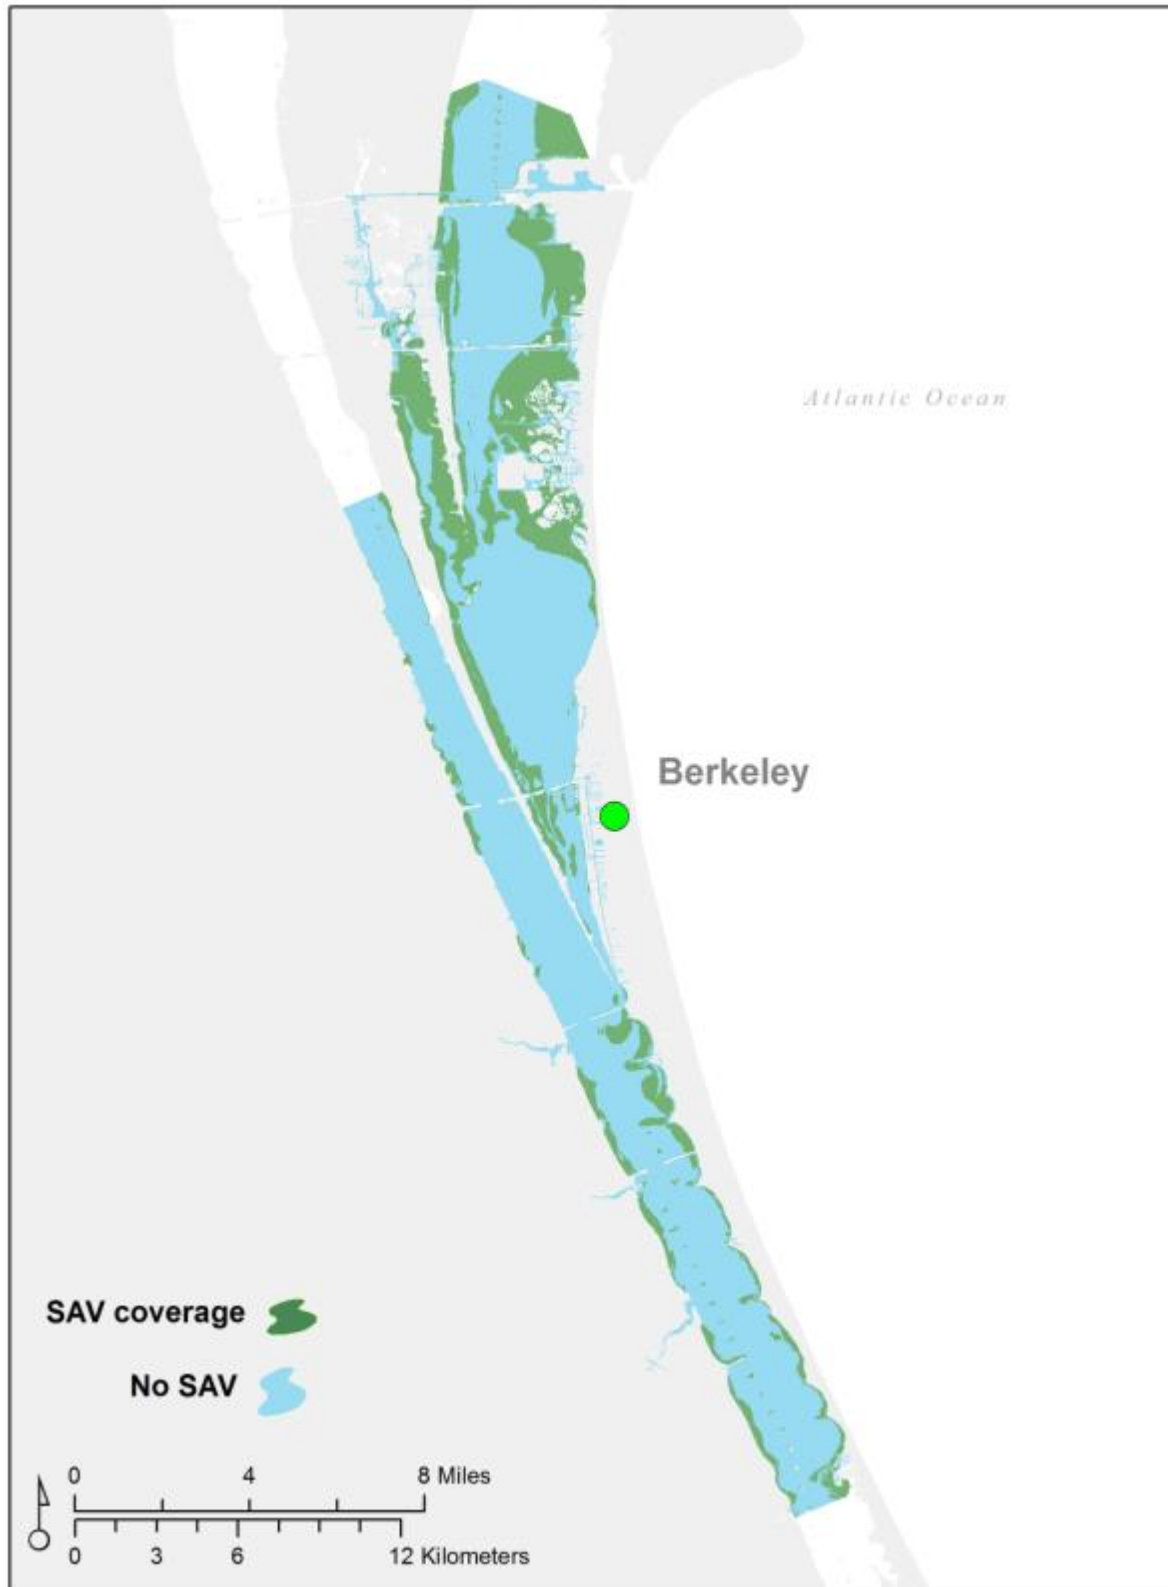 Atlantic Ocean
Berkeley
SAV coverage
No SAV
0 4 8 Miles
0 3 6 12 Kilometers